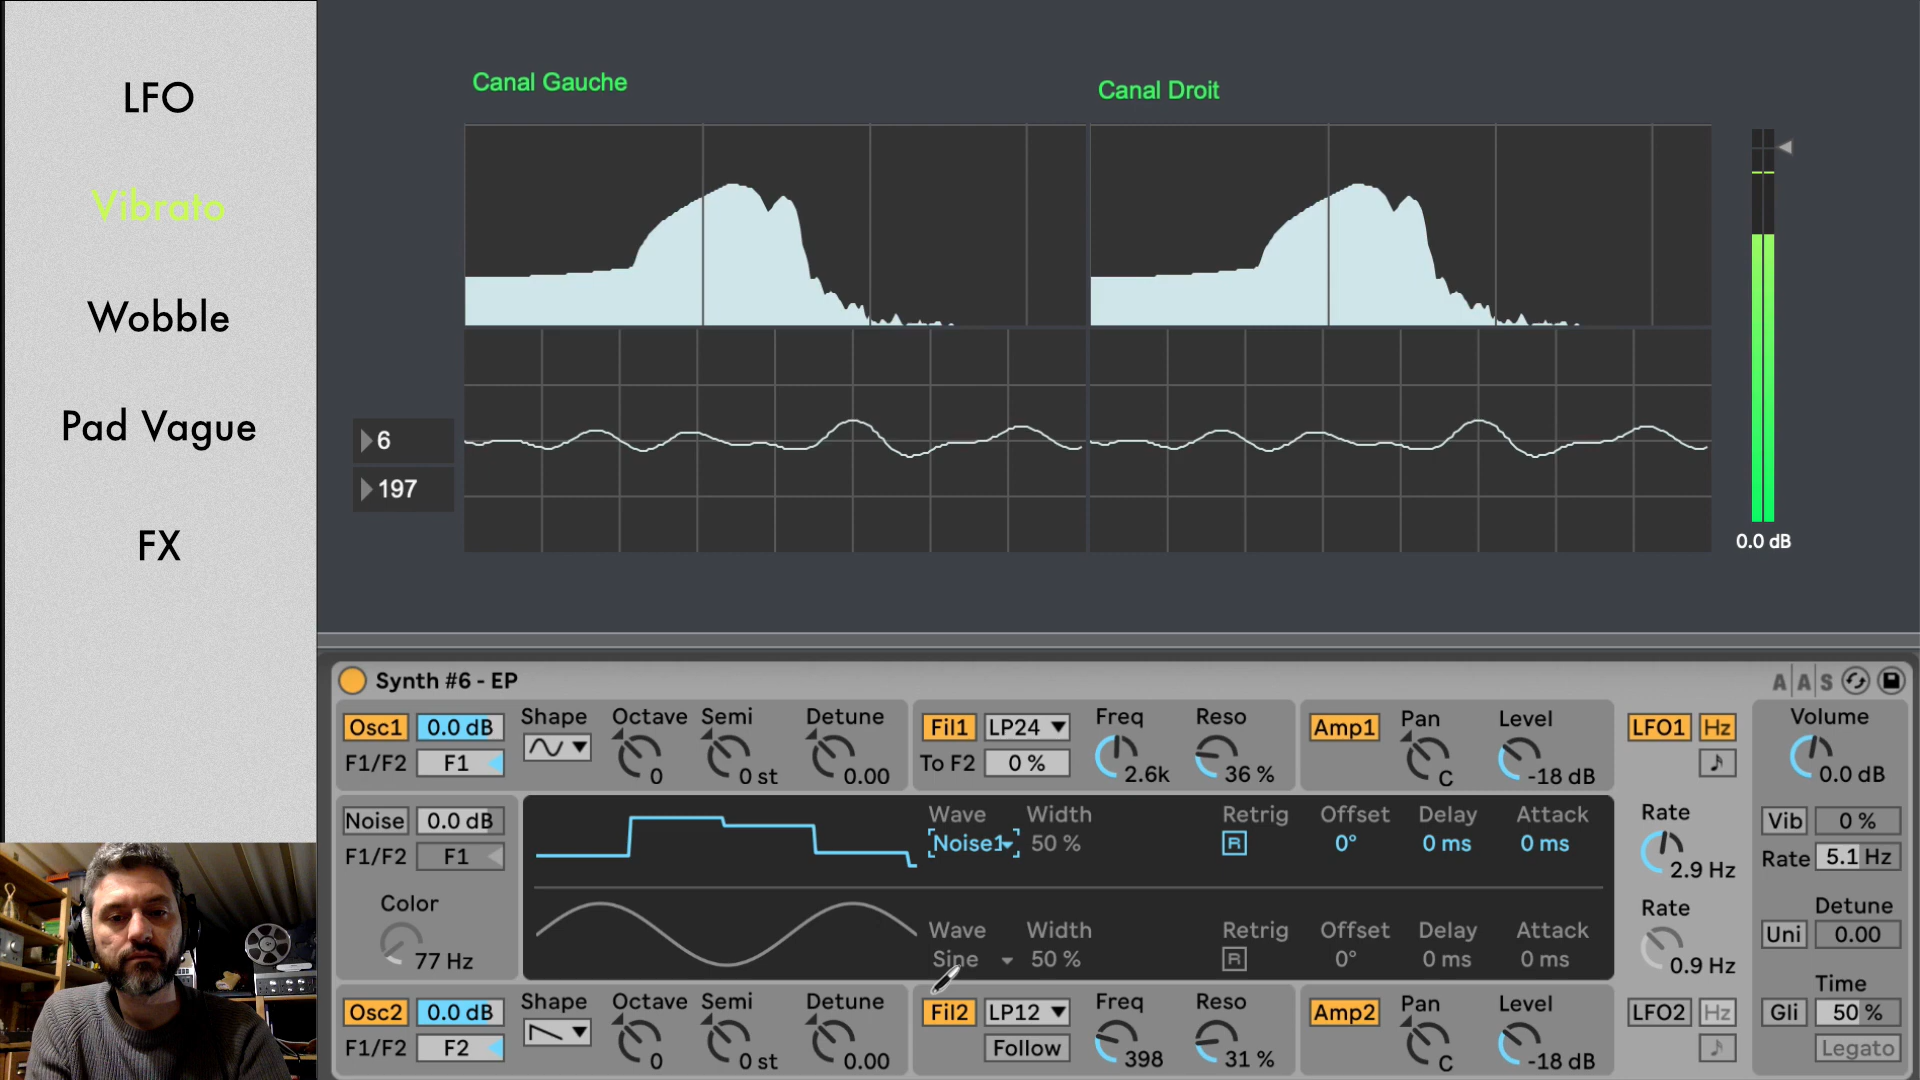 LFO
Vibrato
Wobble
Pad Vague
FX
Canal Gauche
Canal Droit
6
197
0.0 dB
Synth #6 - EP
A A S
Osc1 0.0 dB Shape Octave Semi Detune
F1/F2 F1 0 0 st 0.00
Fil1 LP24 Freq Reso
To F2 0 % 2.6k 36 %
Amp1 Pan Level
C -18 dB
LFO1 Hz
Volume
0.0 dB
Noise 0.0 dB
F1/F2 F1
Color
77 Hz
Wave Width Retrig Offset Delay Attack
Noise1 50 % R 0° 0 ms 0 ms
Wave Width Retrig Offset Delay Attack
Sine 50 % R 0° 0 ms 0 ms
Rate
2.9 Hz
Rate
0.9 Hz
Vib 0 %
Rate 5.1 Hz
Detune
Uni 0.00
Time
Gli 50 %
Legato
Osc2 0.0 dB Shape Octave Semi Detune
F1/F2 F2 0 0 st 0.00
Fil2 LP12 Freq Reso
Follow 398 31 %
Amp2 Pan Level
C -18 dB
LFO2 Hz